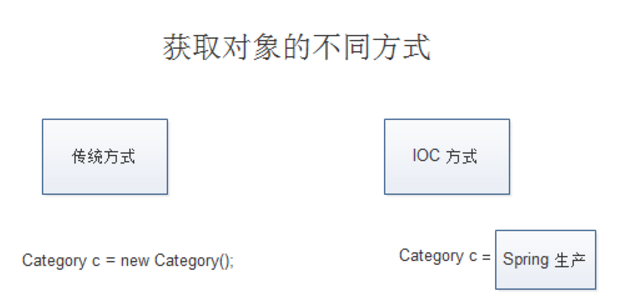 获取对象的不同方式
传统方式
IOC 方式
Category c = new Category();
Category c = Spring 生产